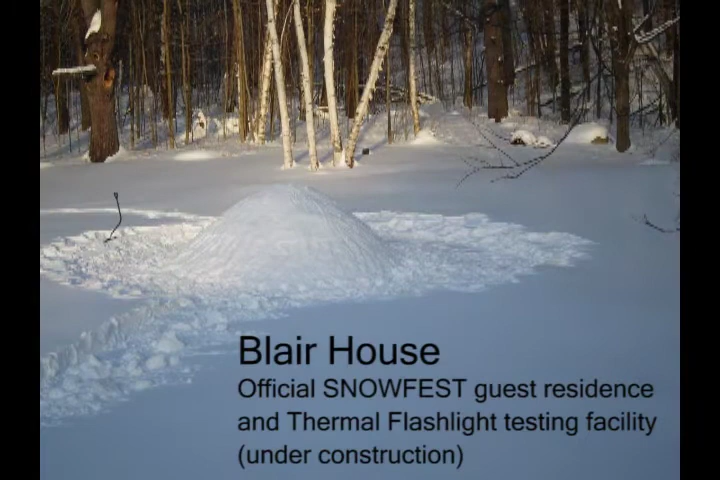 Blair House
Official SNOWFEST guest residence
and Thermal Flashlight testing facility
(under construction)